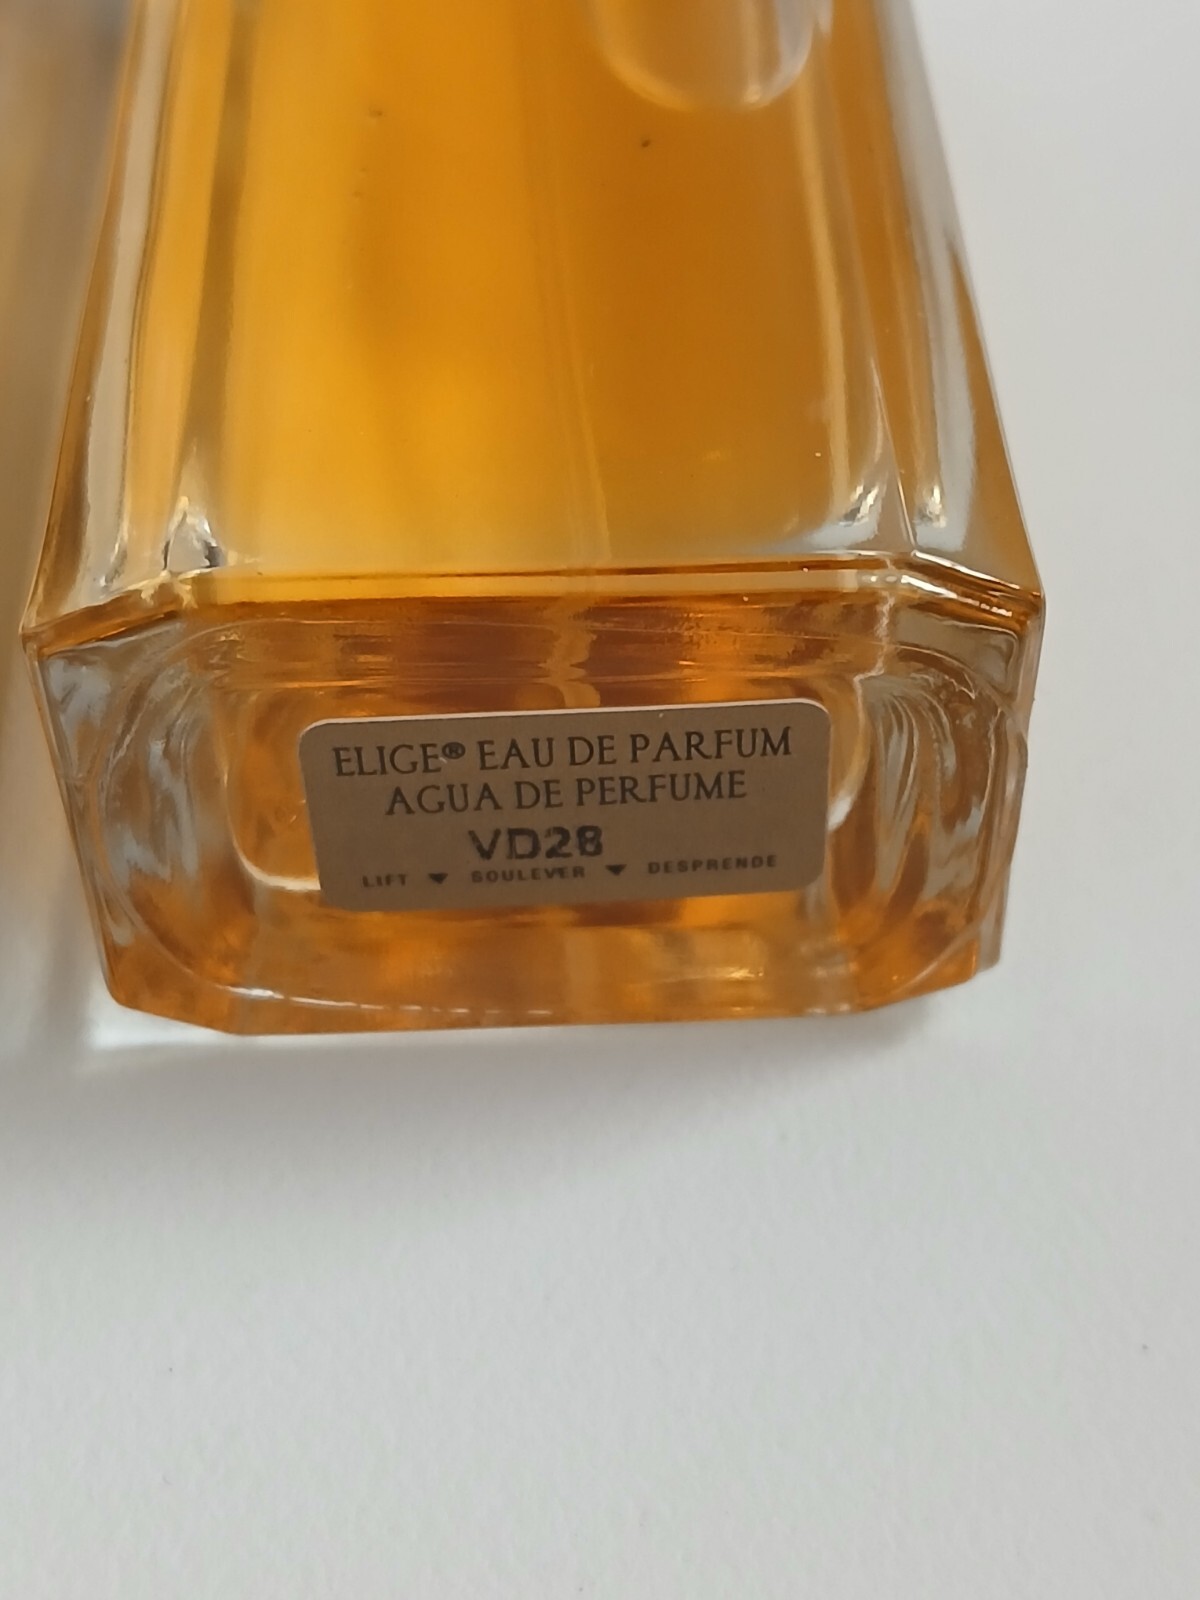 ELIGE® EAU DE PARFUM
AGUA DE PERFUME
VD28
LIFT ▼ SOULEVER ▼ DESPRENDE